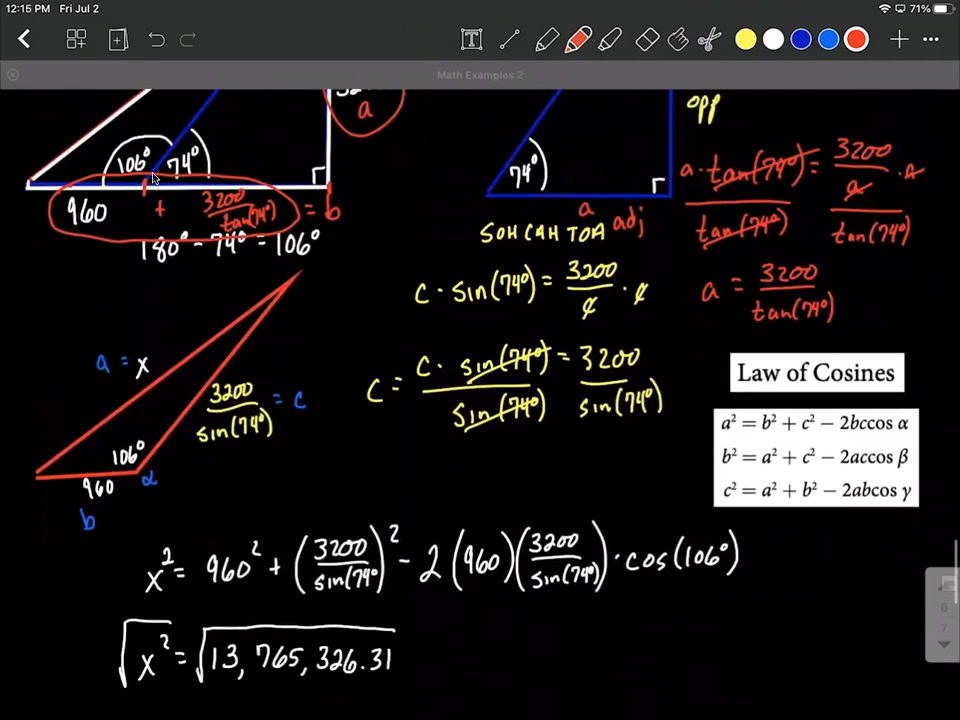 12:15 PM Fri Jul 2
71%
T
Math Examples 2
a
106° 74°
960 + 3200/tan(74°) = b
180° - 74° = 106°
opp
74°
a adj
SOH CAH TOA
a · tan(74°)/tan(74°) = 3200/a · a/tan(74°)
a = 3200/tan(74°)
c · sin(74°) = 3200/c · c
c = c · sin(74°)/sin(74°) = 3200/sin(74°)
a = x
3200/sin(74°) = c
106°
960 α
b
Law of Cosines
a² = b² + c² − 2bccos α
b² = a² + c² − 2accos β
c² = a² + b² − 2abcos γ
x² = 960² + (3200/sin(74°))² - 2(960)(3200/sin(74°)) · cos(106°)
√x² = √13,765,326.31
6
7